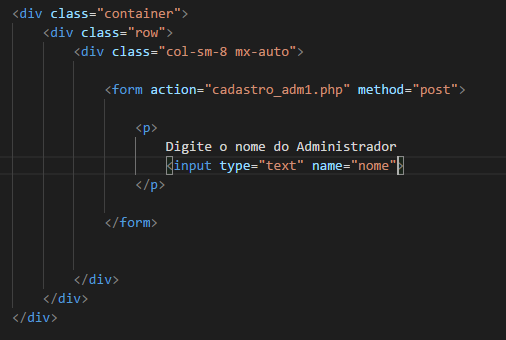 <div class="container">
<div class="row">
<div class="col-sm-8 mx-auto">
<form action="cadastro_adm1.php" method="post">
<p>
Digite o nome do Administrador
<input type="text" name="nome">
</p>
</form>
</div>
</div>
</div>